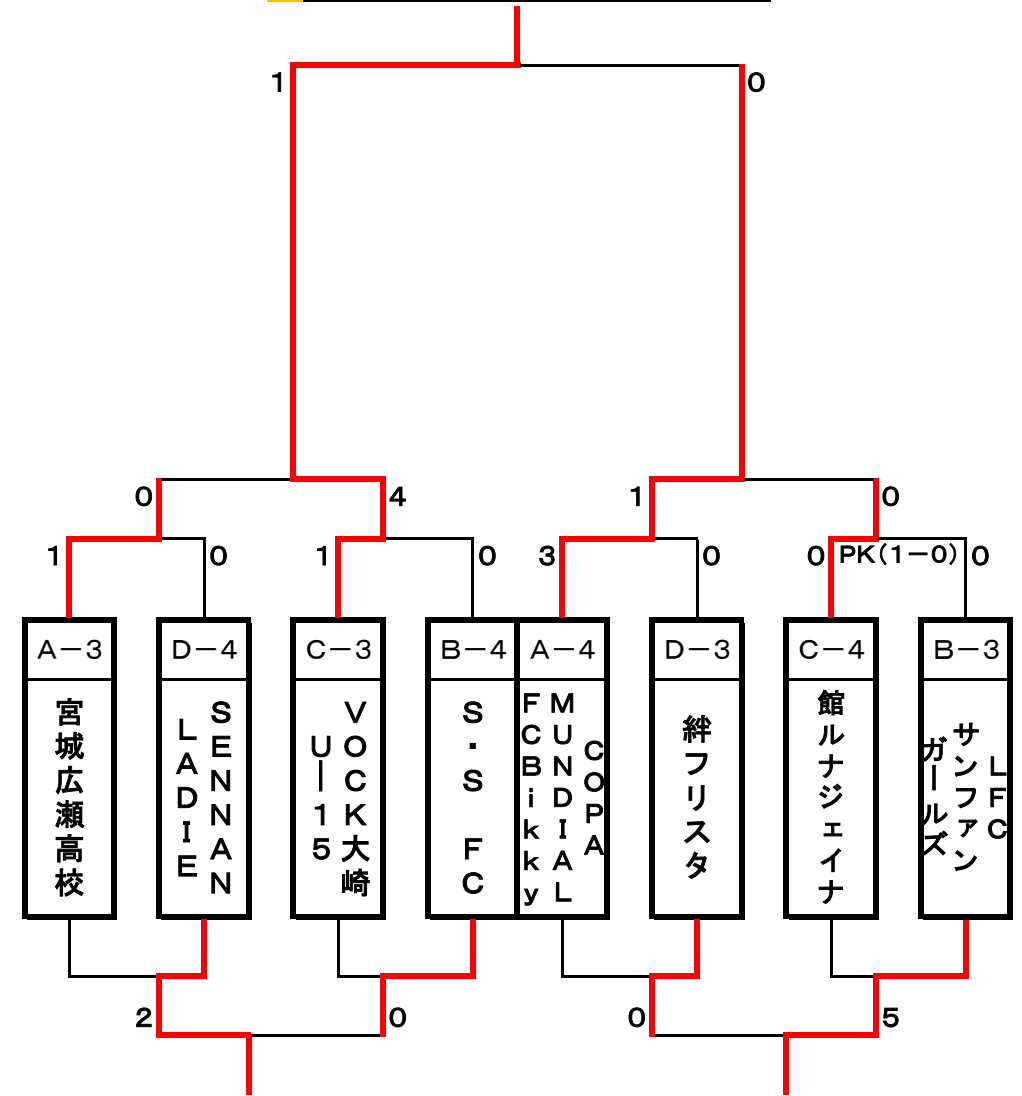 1 0
0 4 1 0
1 0 1 0 3 0 0 PK(1－0) 0
A－3 D－4 C－3 B－4 A－4 D－3 C－4 B－3
宮城広瀬高校
SENNAN
LADIE
VOCK大崎
U－15
S・S FC
COPA
MUNDIAL
FCBikky
絆フリスタ
館ルナジェイナ
LFC
サンファン
ガールズ
2 0 0 5